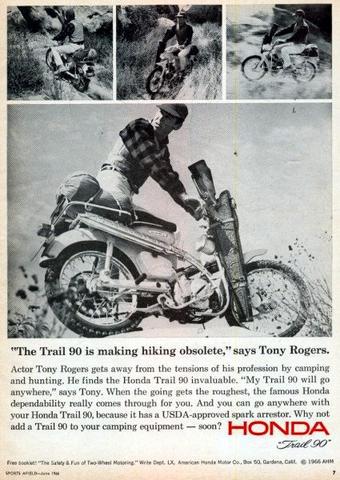 "The Trail 90 is making hiking obsolete," says Tony Rogers.
Actor Tony Rogers gets away from the tensions of his profession by camping
and hunting. He finds the Honda Trail 90 invaluable. "My Trail 90 will go
anywhere," says Tony. When the going gets the roughest, the famous Honda
dependability really comes through for you. And you can go anywhere with
your Honda Trail 90, because it has a USDA-approved spark arrestor. Why not
add a Trail 90 to your camping equipment — soon? HONDA
"Trail 90"
Free booklet! "The Safety & Fun of Two-Wheel Motoring." Write Dept. LX, American Honda Motor Co., Box 50, Gardena, Calif. © 1966 AHM
SPORTS AFIELD—June 1966 7